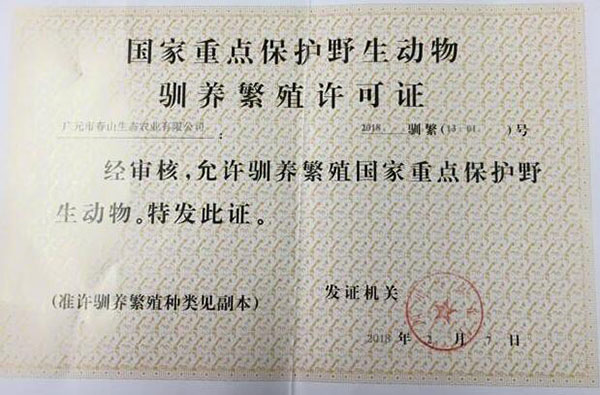 国家重点保护野生动物
驯养繁殖许可证
广元市春山生态农业有限公司： 2018 驯繁(13-01 )号
经审核，允许驯养繁殖国家重点保护野
生动物。特发此证。
(准许驯养繁殖种类见副本)
发证机关
2018 年 2 月 7 日